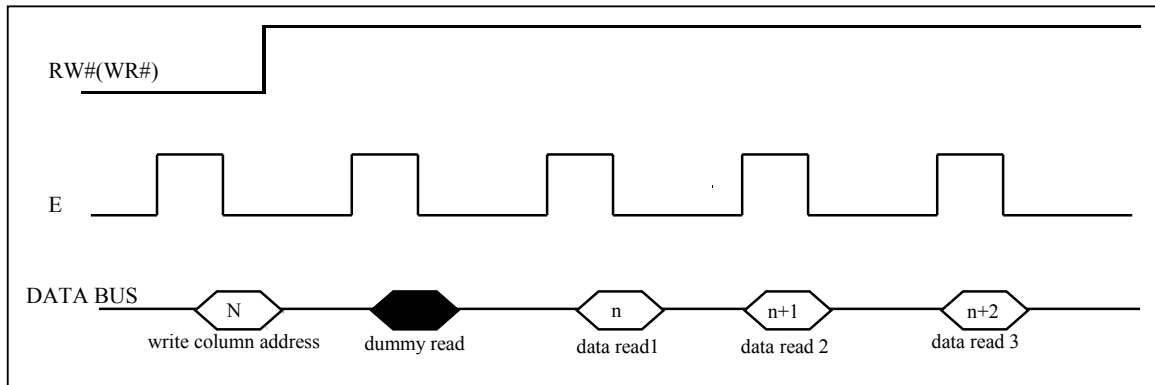 RW#(WR#)
E
DATA BUS
N
n
n+1
n+2
write column address
dummy read
data read1
data read 2
data read 3